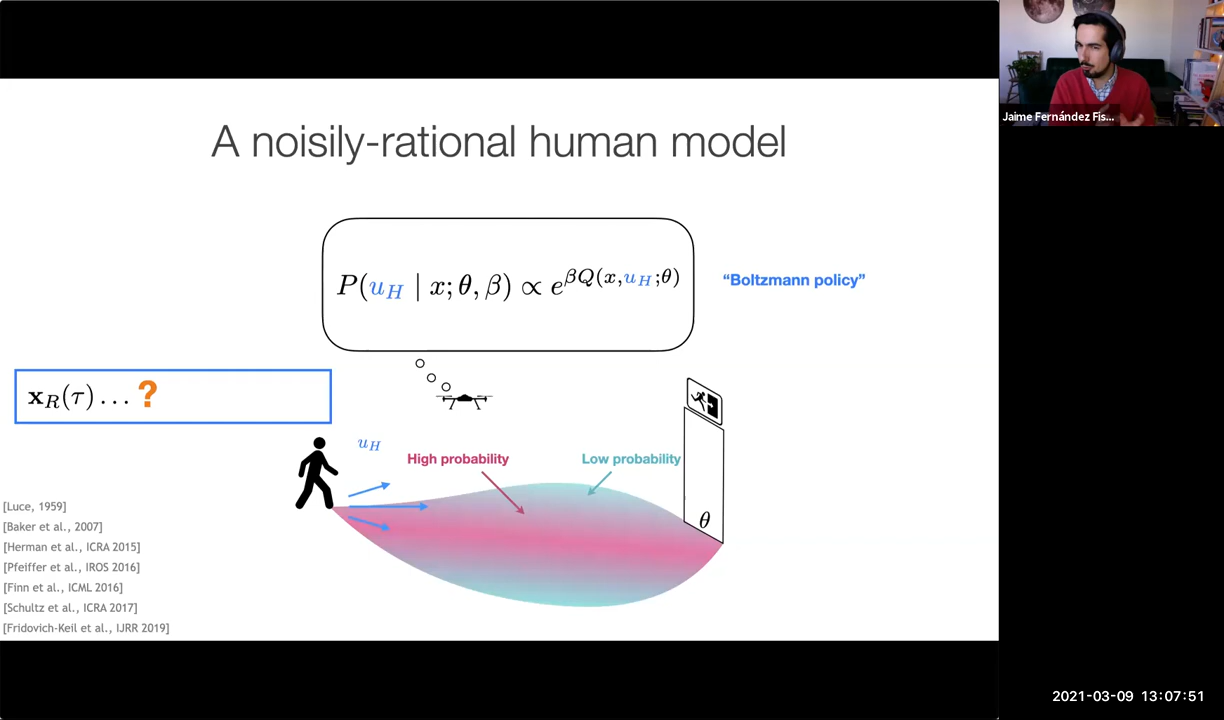 A noisily-rational human model
P(u_H | x; θ, β) ∝ e^{βQ(x,u_H;θ)}
“Boltzmann policy”
x_R(τ) ... ?
u_H
High probability
Low probability
θ
[Luce, 1959]
[Baker et al., 2007]
[Herman et al., ICRA 2015]
[Pfeiffer et al., IROS 2016]
[Finn et al., ICML 2016]
[Schultz et al., ICRA 2017]
[Fridovich-Keil et al., IJRR 2019]
Jaime Fernández Fis...
2021-03-09 13:07:51